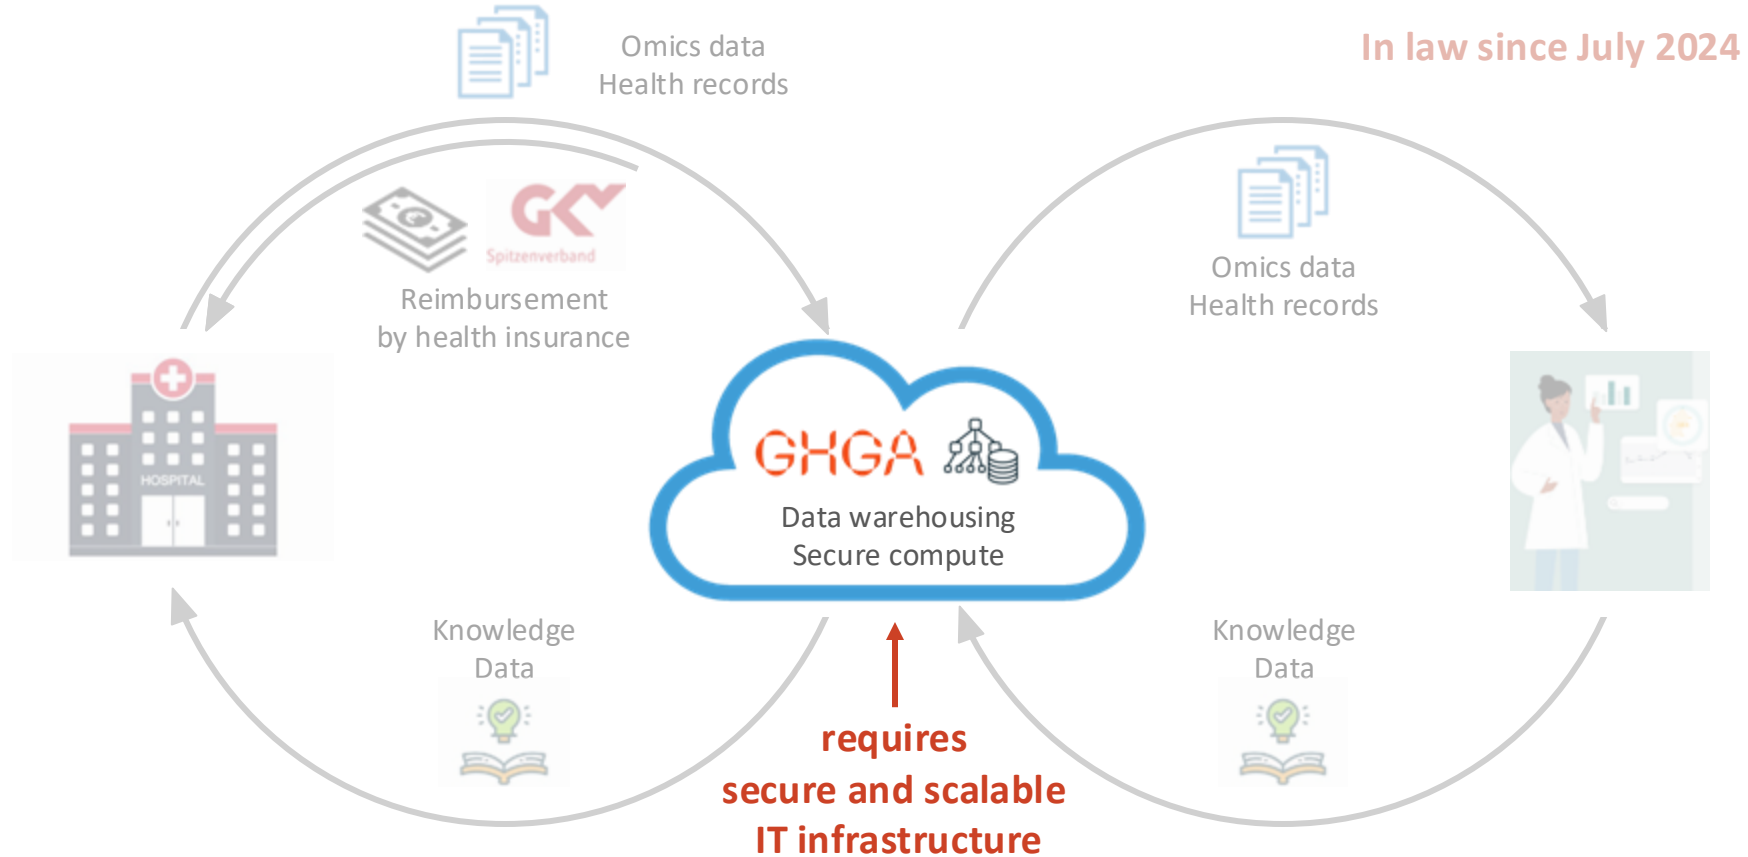 Omics data
Health records
In law since July 2024
GKV
Spitzenverband
Reimbursement
by health insurance
Omics data
Health records
HOSPITAL
GHGA
Data warehousing
Secure compute
Knowledge
Data
Knowledge
Data
requires
secure and scalable
IT infrastructure